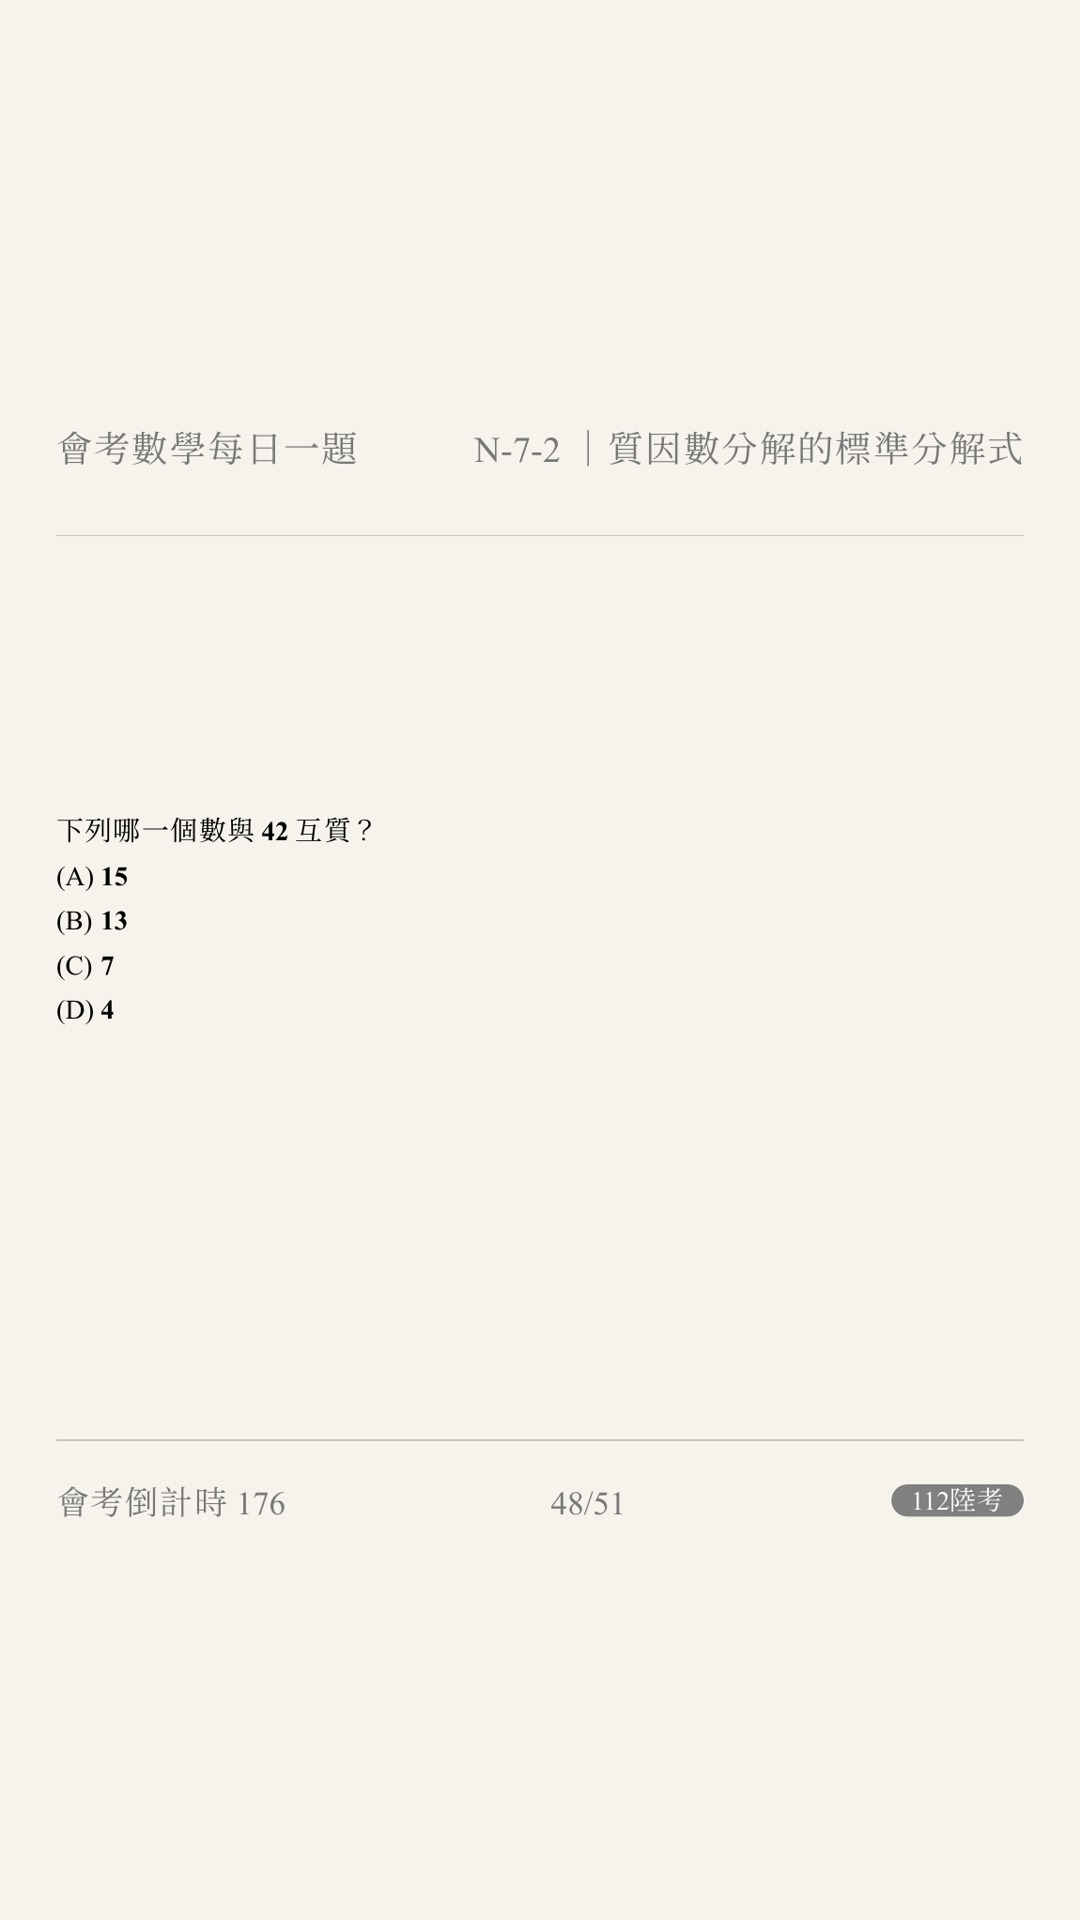 會考數學每日一題
N-7-2｜質因數分解的標準分解式
下列哪一個數與 42 互質？
(A) 15
(B) 13
(C) 7
(D) 4
會考倒計時 176
48/51
112陸考